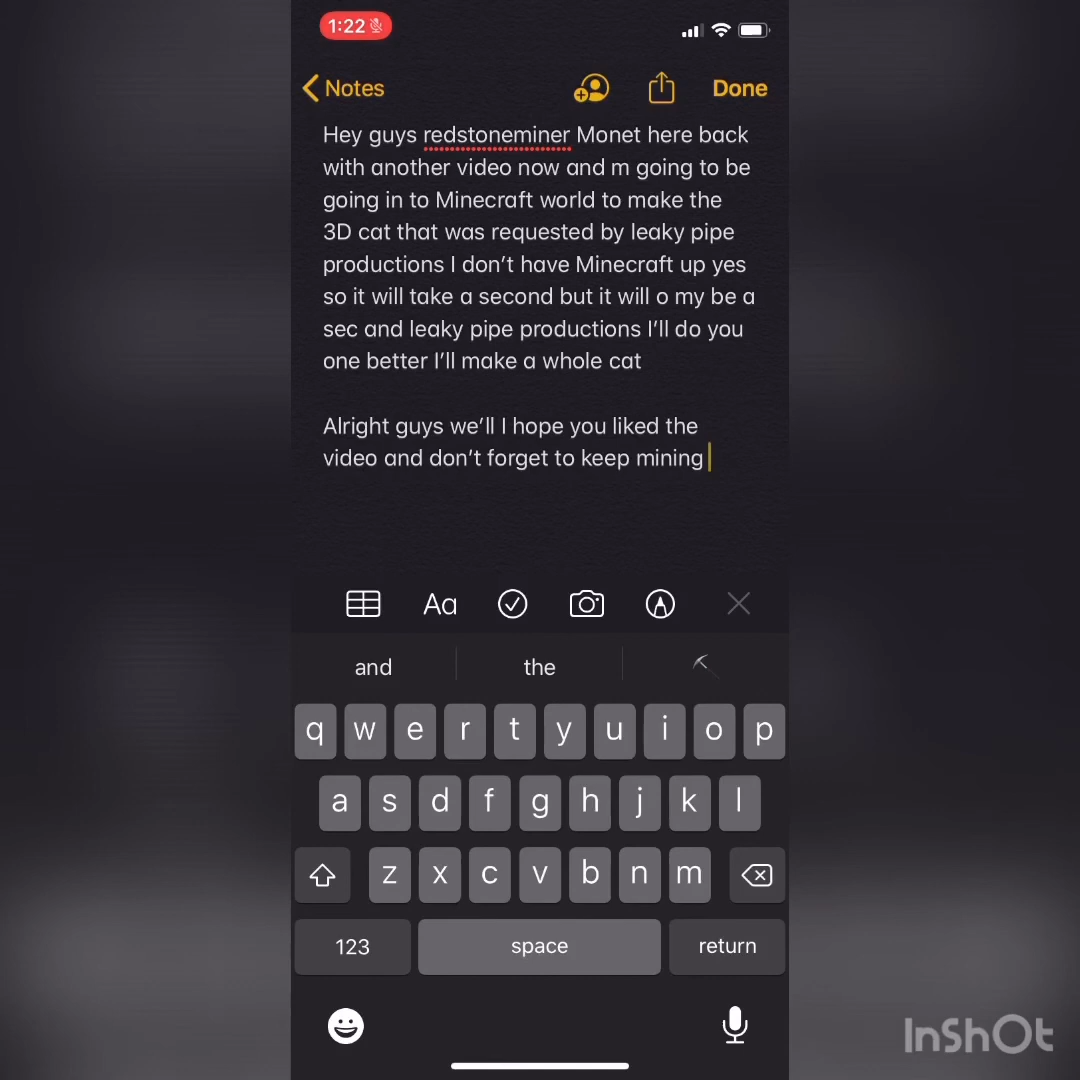 1:22
Notes
Done
Hey guys redstoneminer Monet here back
with another video now and m going to be
going in to Minecraft world to make the
3D cat that was requested by leaky pipe
productions I don't have Minecraft up yes
so it will take a second but it will o my be a
sec and leaky pipe productions I'll do you
one better I'll make a whole cat
Alright guys we'll I hope you liked the
video and don't forget to keep mining
Aa
and the
q w e r t y u i o p
a s d f g h j k l
z x c v b n m
123 space return
InShOt